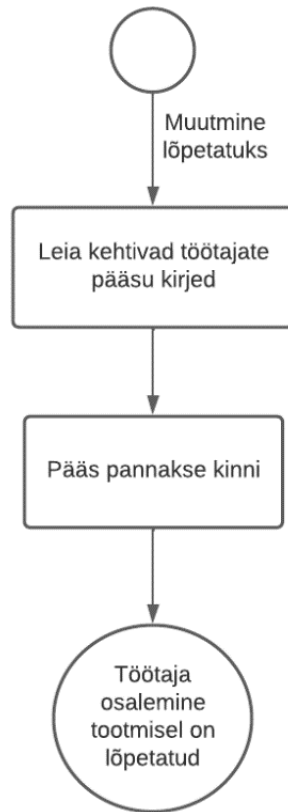 Muutmine
lõpetatuks
Leia kehtivad töötajate
pääsu kirjed
Pääs pannakse kinni
Töötaja
osalemine
tootmisel on
lõpetatud